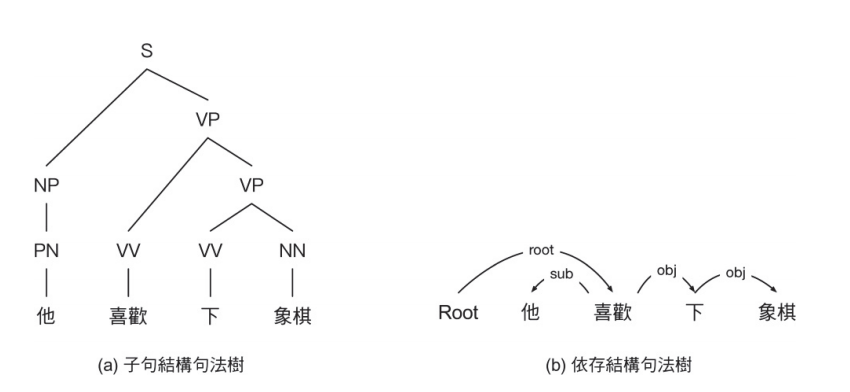 S
VP
NP VP
PN VV VV NN
他 喜歡 下 象棋
(a) 子句結構句法樹
root
sub obj obj
Root 他 喜歡 下 象棋
(b) 依存結構句法樹